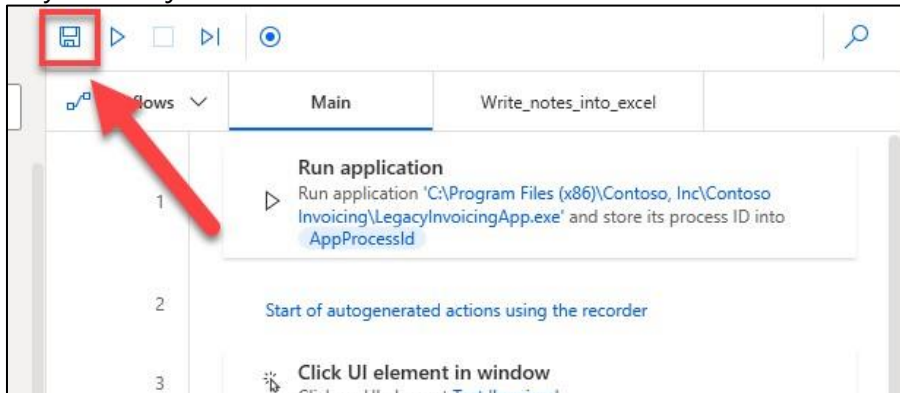 flows
Main
Write_notes_into_excel
1
Run application
Run application 'C:\Program Files (x86)\Contoso, Inc\Contoso
Invoicing\LegacyInvoicingApp.exe' and store its process ID into
AppProcessId
2
Start of autogenerated actions using the recorder
3
Click UI element in window